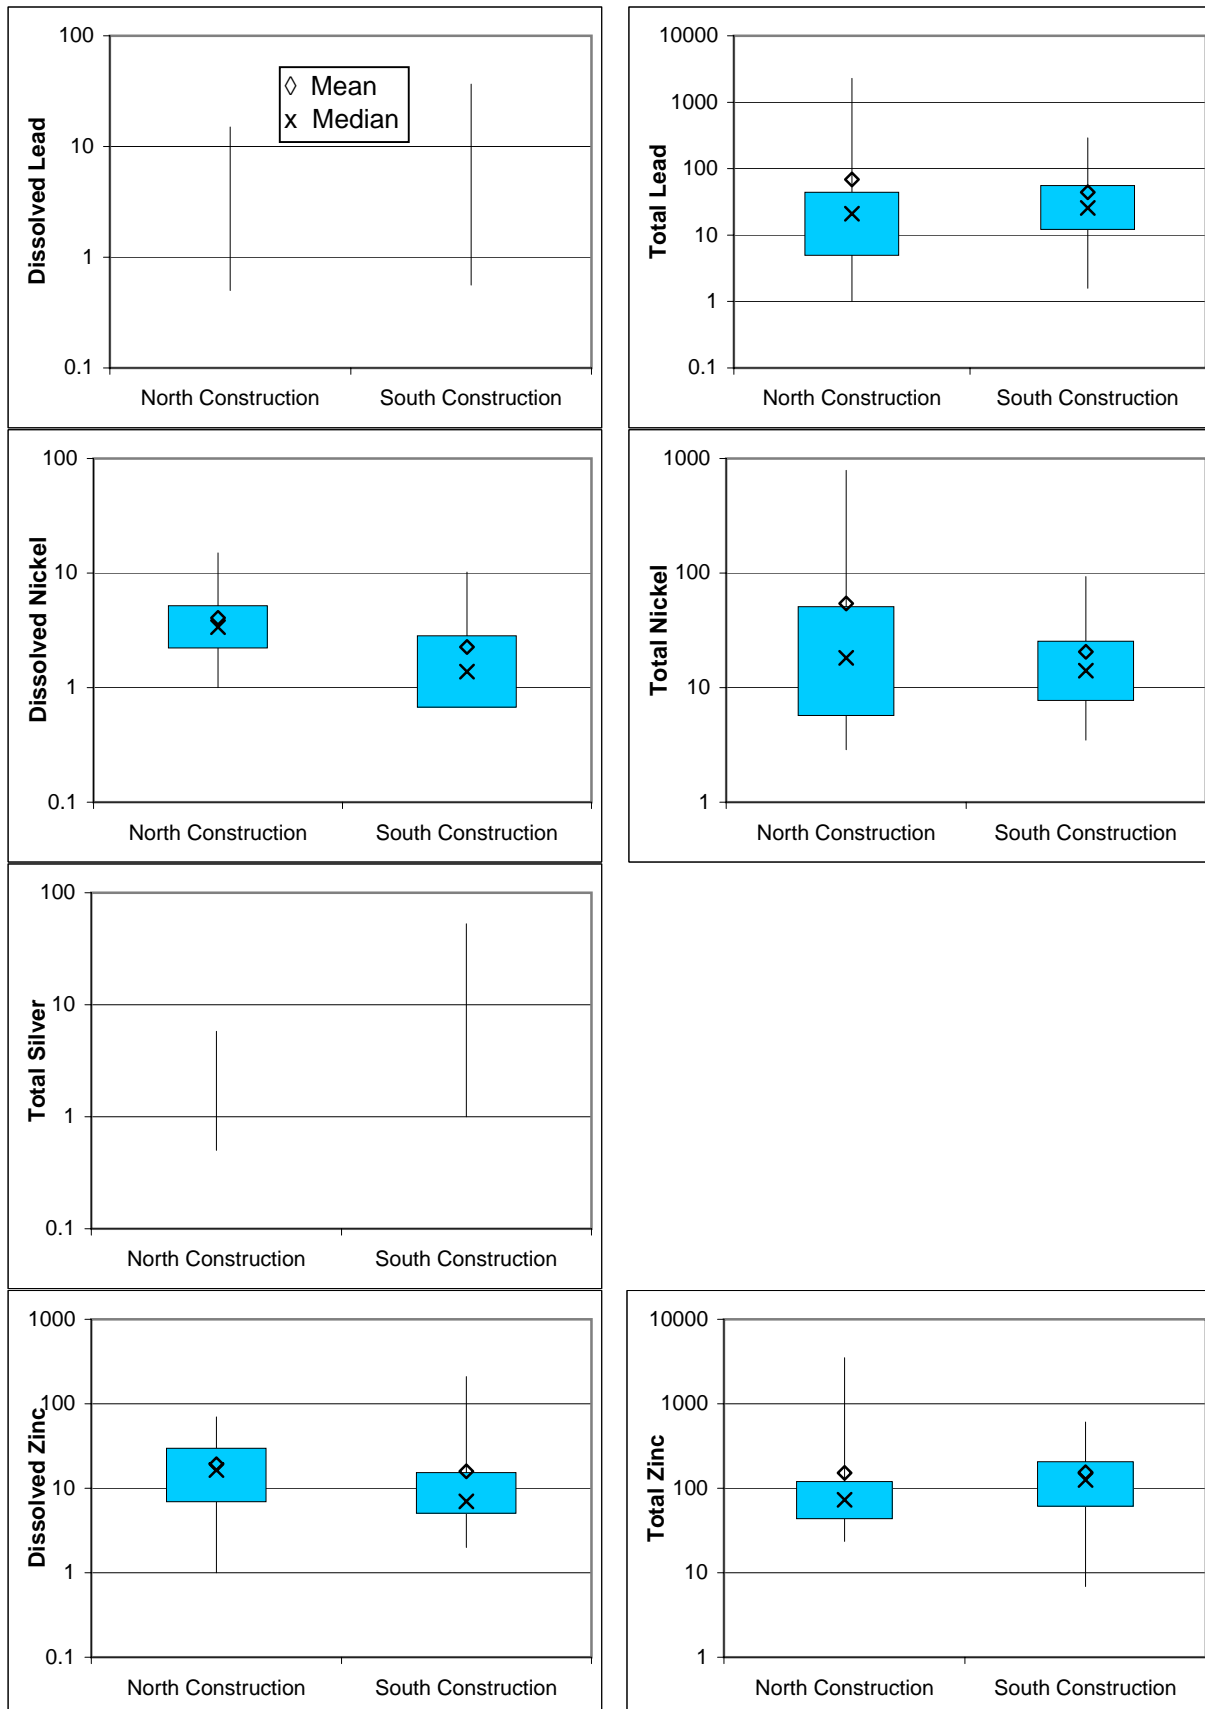 Dissolved Lead
100
10
1
0.1
◊ Mean
x Median
North Construction South Construction
Total Lead
10000
1000
100
10
1
0.1
North Construction South Construction
Dissolved Nickel
100
10
1
0.1
North Construction South Construction
Total Nickel
1000
100
10
1
North Construction South Construction
Total Silver
100
10
1
0.1
North Construction South Construction
Dissolved Zinc
1000
100
10
1
0.1
North Construction South Construction
Total Zinc
10000
1000
100
10
1
North Construction South Construction